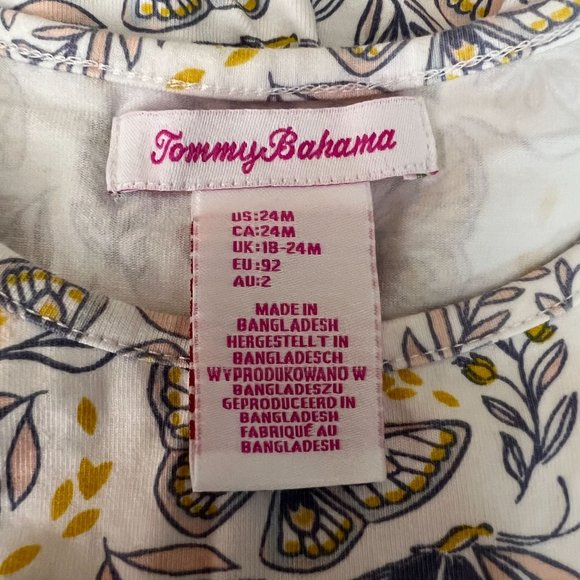 Tommy Bahama
US:24M
CA:24M
UK:18-24M
EU:92
AU:2
MADE IN
BANGLADESH
HERGESTELLT IN
BANGLADESCH
WYPRODUKOWANO W
BANGLADESZU
GEPRODUCEERD IN
BANGLADESH
FABRIQUÉ AU
BANGLADESH